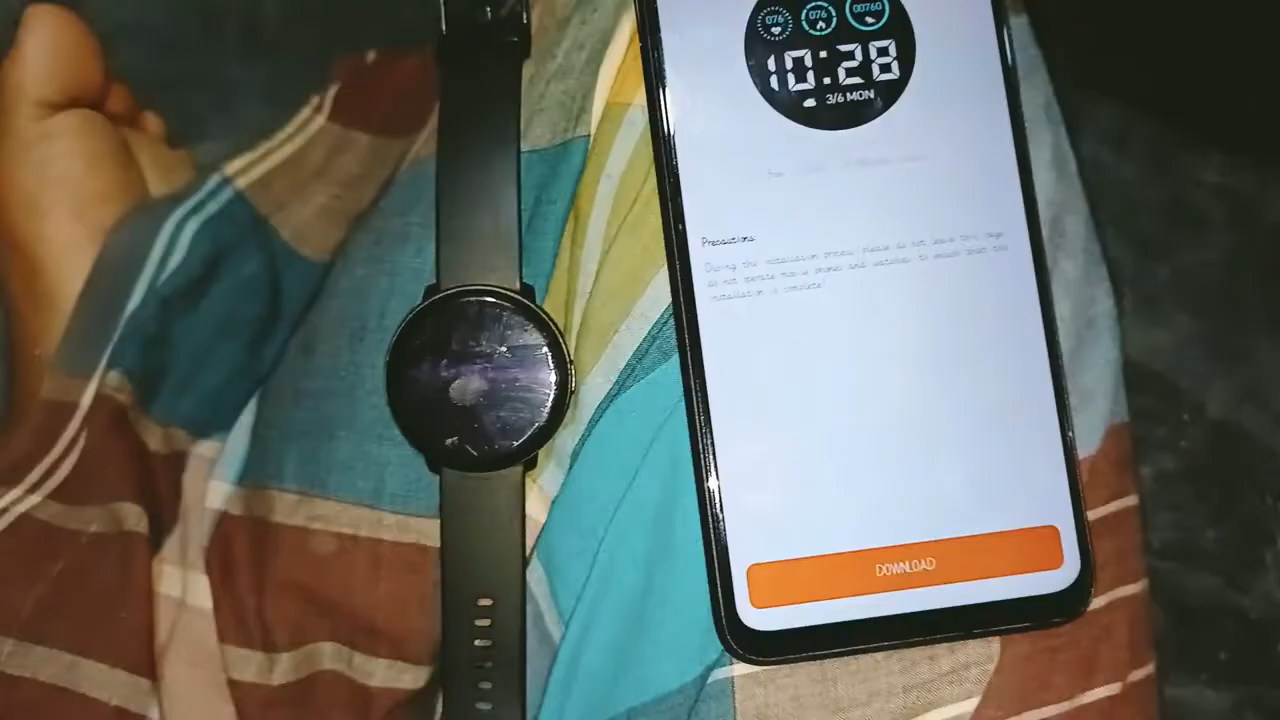 076 076 00760
10:28
3/6 MON
Precautions
During the installation process, please do not leave this page,
do not operate mobile phones and watches to ensure that the
installation is complete
DOWNLOAD